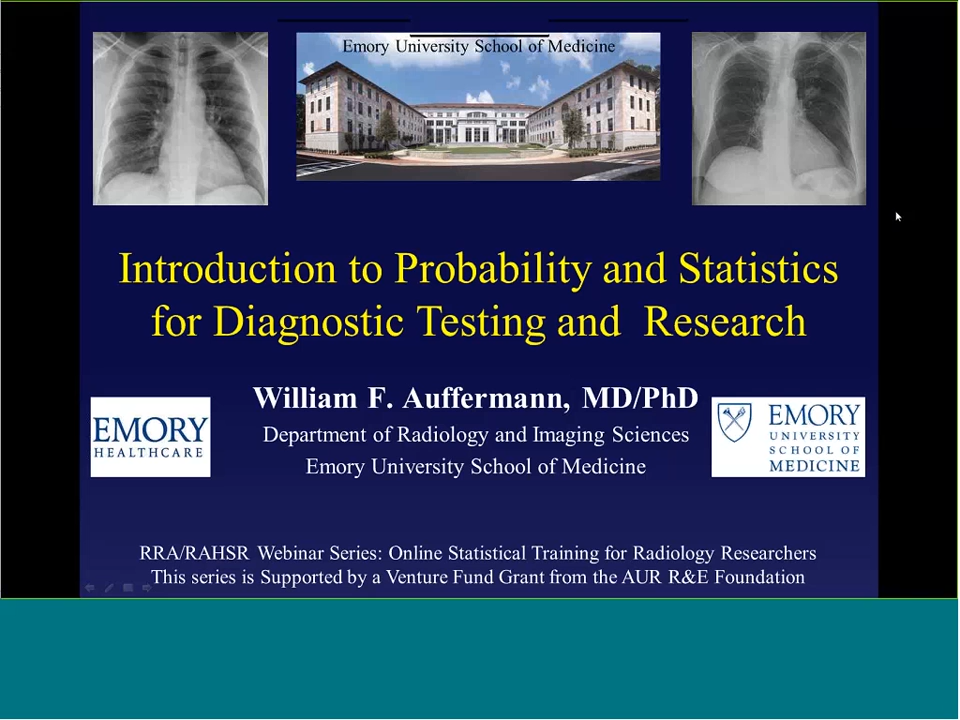 Emory University School of Medicine
Introduction to Probability and Statistics
for Diagnostic Testing and Research
William F. Auffermann, MD/PhD
Department of Radiology and Imaging Sciences
Emory University School of Medicine
EMORY
HEALTHCARE
EMORY
UNIVERSITY
SCHOOL OF
MEDICINE
RRA/RAHSR Webinar Series: Online Statistical Training for Radiology Researchers
This series is Supported by a Venture Fund Grant from the AUR R&E Foundation